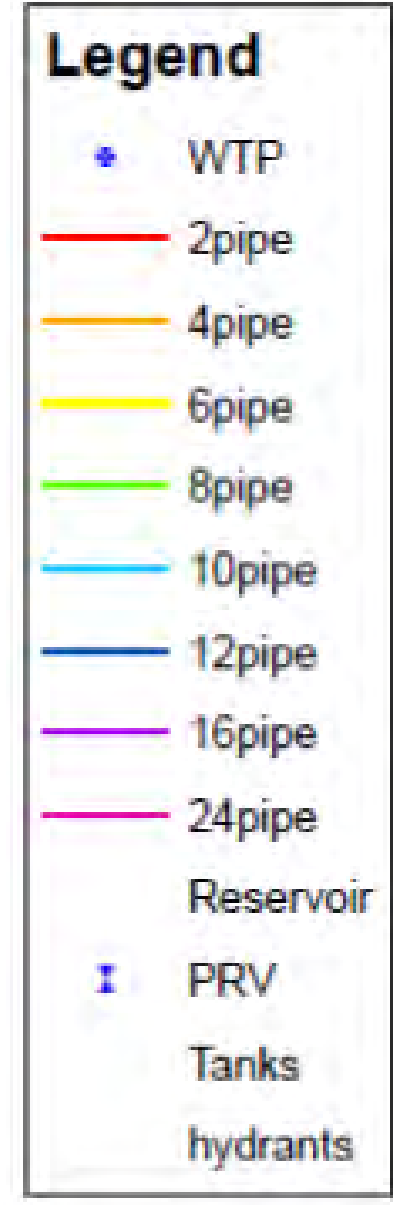 Legend
WTP
2pipe
4pipe
6pipe
8pipe
10pipe
12pipe
16pipe
24pipe
Reservoir
PRV
Tanks
hydrants